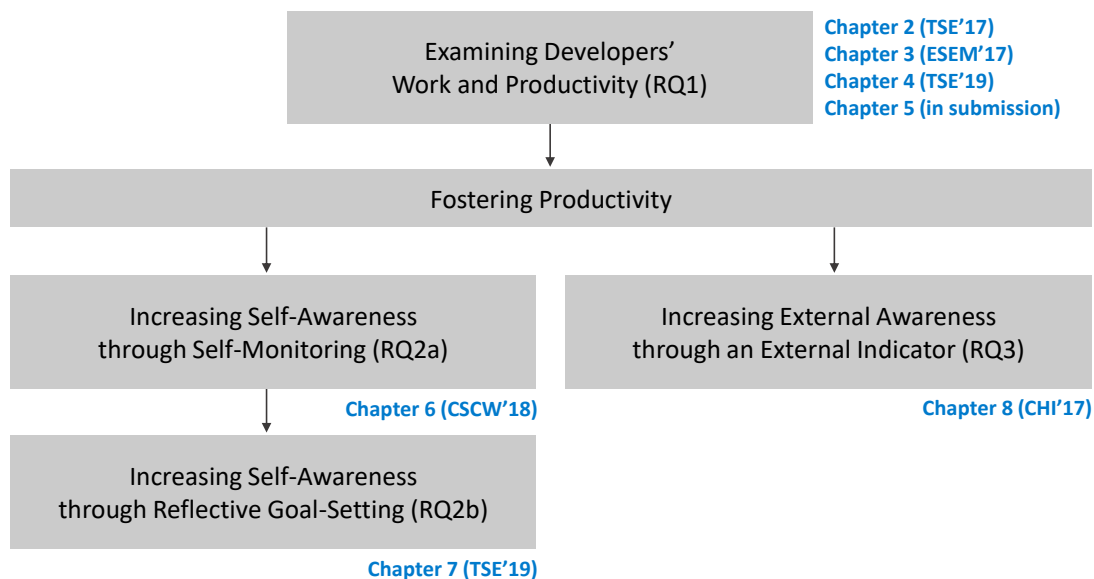 Examining Developers’
Work and Productivity (RQ1)
Chapter 2 (TSE’17)
Chapter 3 (ESEM’17)
Chapter 4 (TSE’19)
Chapter 5 (in submission)
Fostering Productivity
Increasing Self-Awareness
through Self-Monitoring (RQ2a)
Chapter 6 (CSCW’18)
Increasing External Awareness
through an External Indicator (RQ3)
Chapter 8 (CHI’17)
Increasing Self-Awareness
through Reflective Goal-Setting (RQ2b)
Chapter 7 (TSE’19)